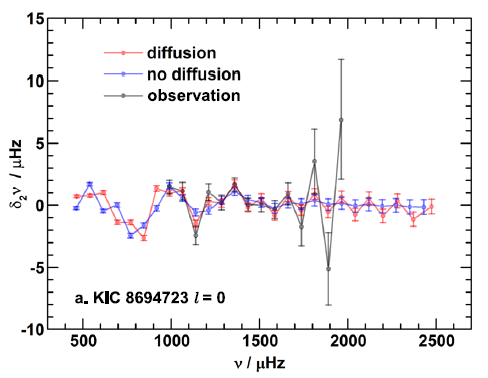 15
10
5
0
-5
-10
δ₂ν / μHz
diffusion
no diffusion
observation
a. KIC 8694723 l = 0
500 1000 1500 2000 2500
ν / μHz